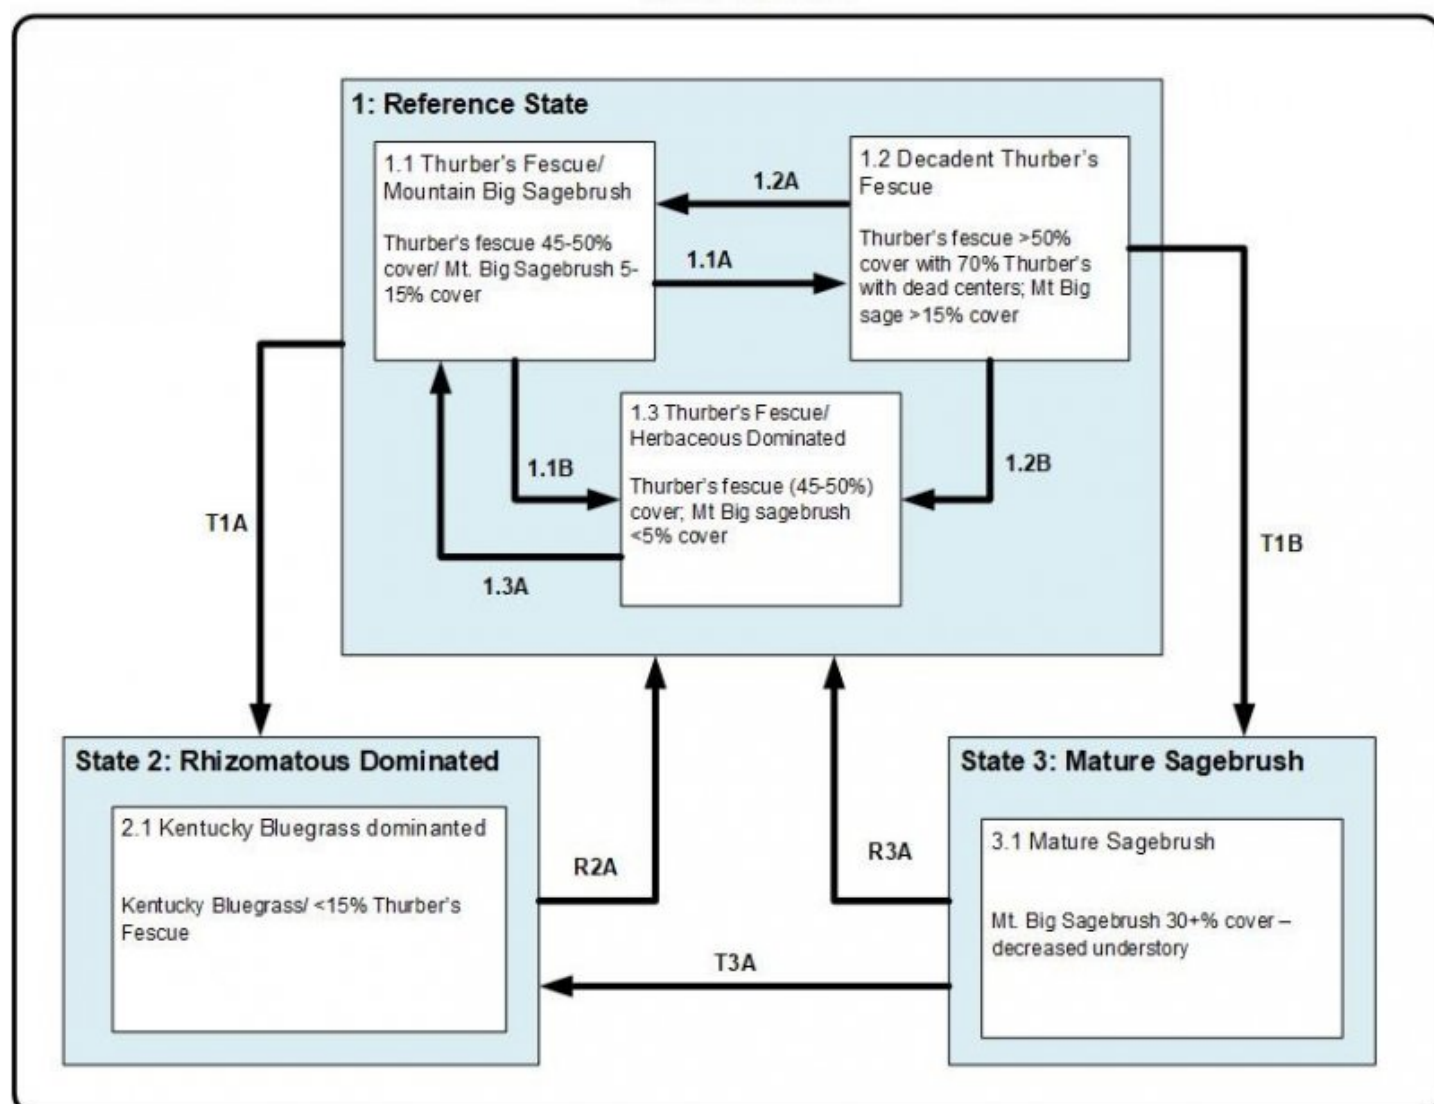 1: Reference State
1.1 Thurber's Fescue/
Mountain Big Sagebrush
Thurber's fescue 45-50%
cover/ Mt. Big Sagebrush 5-
15% cover
1.2A
1.1A
1.2 Decadent Thurber's
Fescue
Thurber's fescue >50%
cover with 70% Thurber's
with dead centers; Mt Big
sage >15% cover
1.3 Thurber's Fescue/
Herbaceous Dominated
Thurber's fescue (45-50%)
cover; Mt Big sagebrush
<5% cover
1.1B
1.2B
1.3A
T1A
T1B
State 2: Rhizomatous Dominated
2.1 Kentucky Bluegrass dominanted
Kentucky Bluegrass/ <15% Thurber's
Fescue
R2A
R3A
T3A
State 3: Mature Sagebrush
3.1 Mature Sagebrush
Mt. Big Sagebrush 30+% cover –
decreased understory